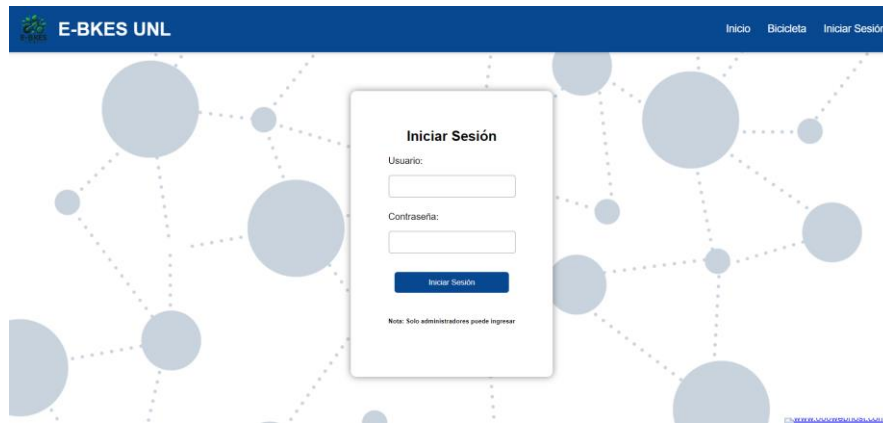 E-BKES UNL
Inicio Bicicleta Iniciar Sesión
Iniciar Sesión
Usuario:
Contraseña:
Iniciar Sesión
Nota: Solo administradores puede ingresar